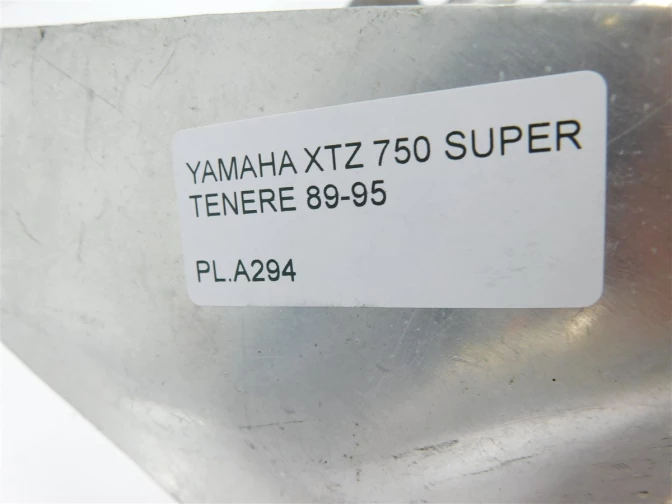 YAMAHA XTZ 750 SUPER
TENERE 89-95
PL.A294